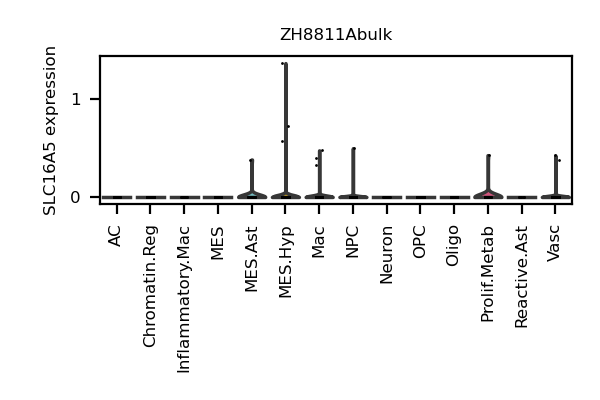 ZH8811Abulk
SLC16A5 expression
1
0
AC
Chromatin.Reg
Inflammatory.Mac
MES
MES.Ast
MES.Hyp
Mac
NPC
Neuron
OPC
Oligo
Prolif.Metab
Reactive.Ast
Vasc